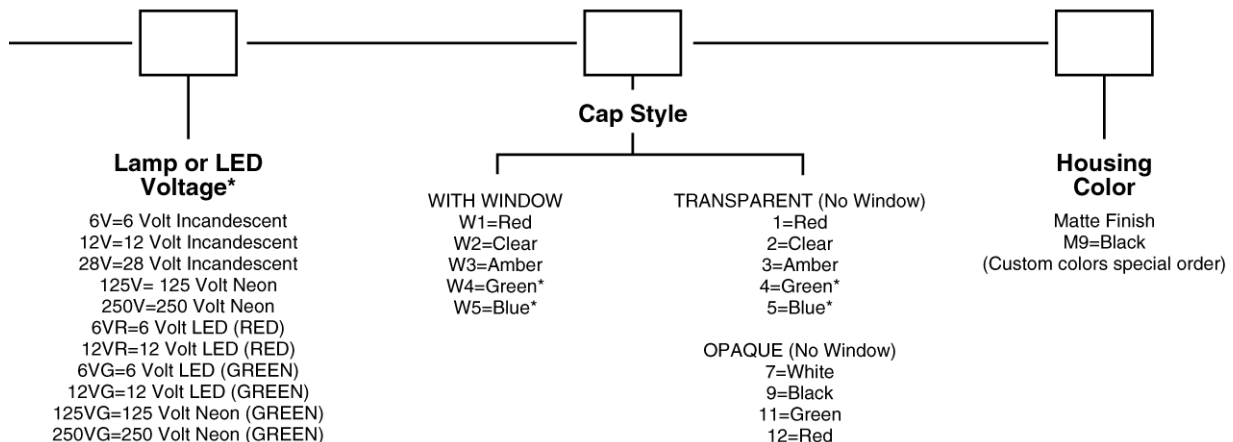 Cap Style
Lamp or LED
Voltage*
6V=6 Volt Incandescent
12V=12 Volt Incandescent
28V=28 Volt Incandescent
125V= 125 Volt Neon
250V=250 Volt Neon
6VR=6 Volt LED (RED)
12VR=12 Volt LED (RED)
6VG=6 Volt LED (GREEN)
12VG=12 Volt LED (GREEN)
125VG=125 Volt Neon (GREEN)
250VG=250 Volt Neon (GREEN)
WITH WINDOW
W1=Red
W2=Clear
W3=Amber
W4=Green*
W5=Blue*
TRANSPARENT (No Window)
1=Red
2=Clear
3=Amber
4=Green*
5=Blue*
OPAQUE (No Window)
7=White
9=Black
11=Green
12=Red
Housing
Color
Matte Finish
M9=Black
(Custom colors special order)